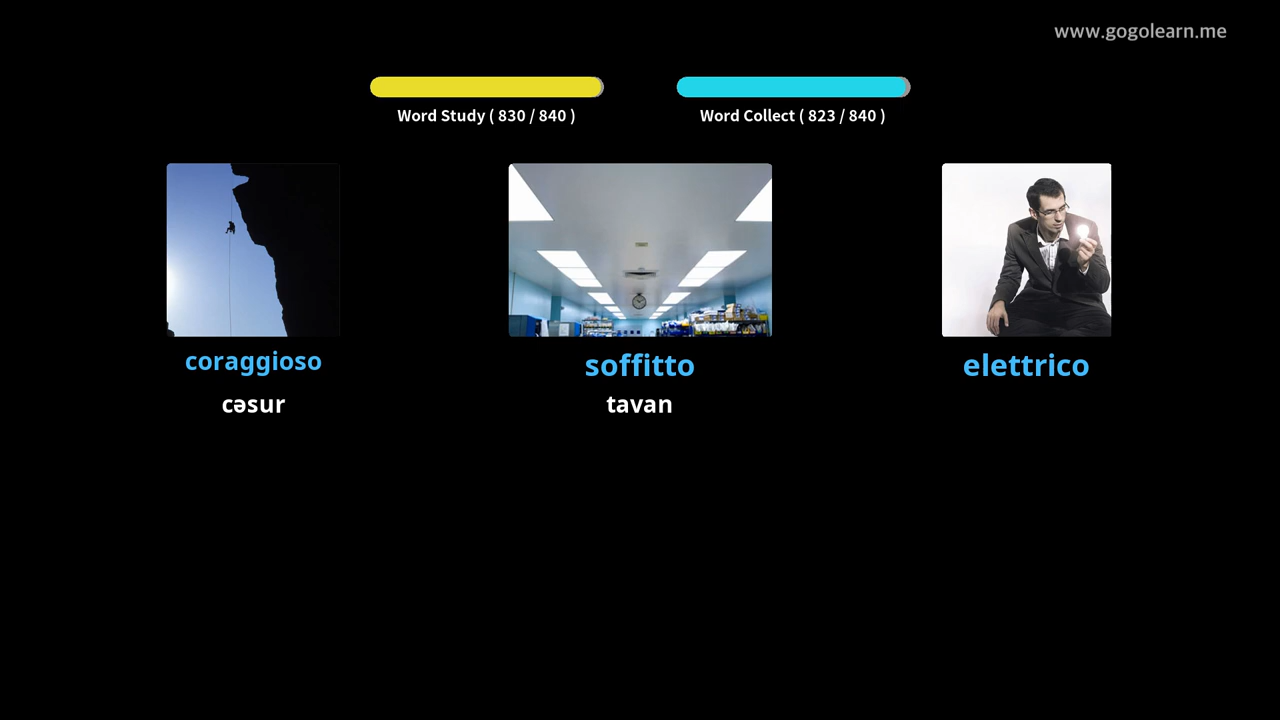 www.gogolearn.me
Word Study ( 830 / 840 )
Word Collect ( 823 / 840 )
coraggioso
cəsur
soffitto
tavan
elettrico